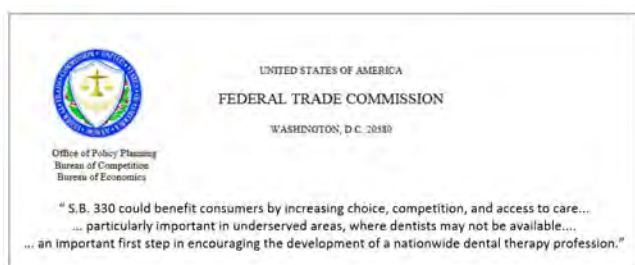 UNITED STATES OF AMERICA
FEDERAL TRADE COMMISSION
WASHINGTON, D.C. 20580
Office of Policy Planning
Bureau of Competition
Bureau of Economics
“ S.B. 330 could benefit consumers by increasing choice, competition, and access to care...
... particularly important in underserved areas, where dentists may not be available....
... an important first step in encouraging the development of a nationwide dental therapy profession.”